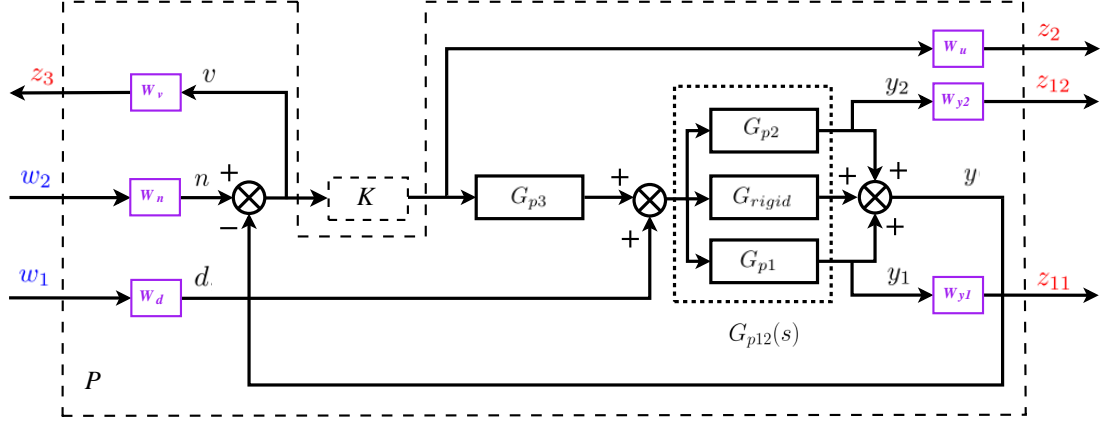 z₂
W_u
z₃
W_v
v
y₂
W_y2
z₁₂
G_p2
w₂
W_n
n
+
−
K
G_p3
+
+
G_rigid
+
+
+
y
G_p1
w₁
W_d
d
y₁
W_y1
z₁₁
G_p12(s)
P